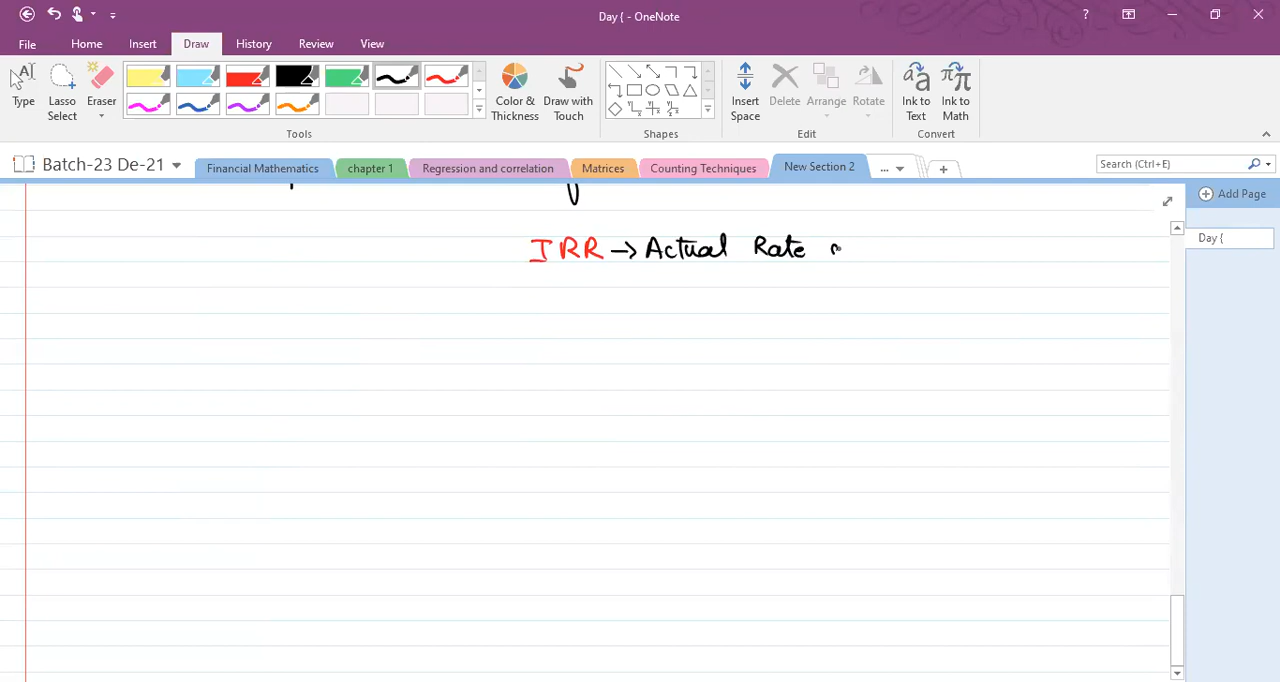 Day { - OneNote
?
File Home Insert Draw History Review View
Type
Lasso Select
Eraser
Color & Thickness
Draw with Touch
Insert Space
Delete
Arrange
Rotate
Ink to Text
Ink to Math
Tools Shapes Edit Convert
Batch-23 De-21 Financial Mathematics chapter 1 Regression and correlation Matrices Counting Techniques New Section 2 ... Search (Ctrl+E)
Add Page
Day {
IRR → Actual Rate